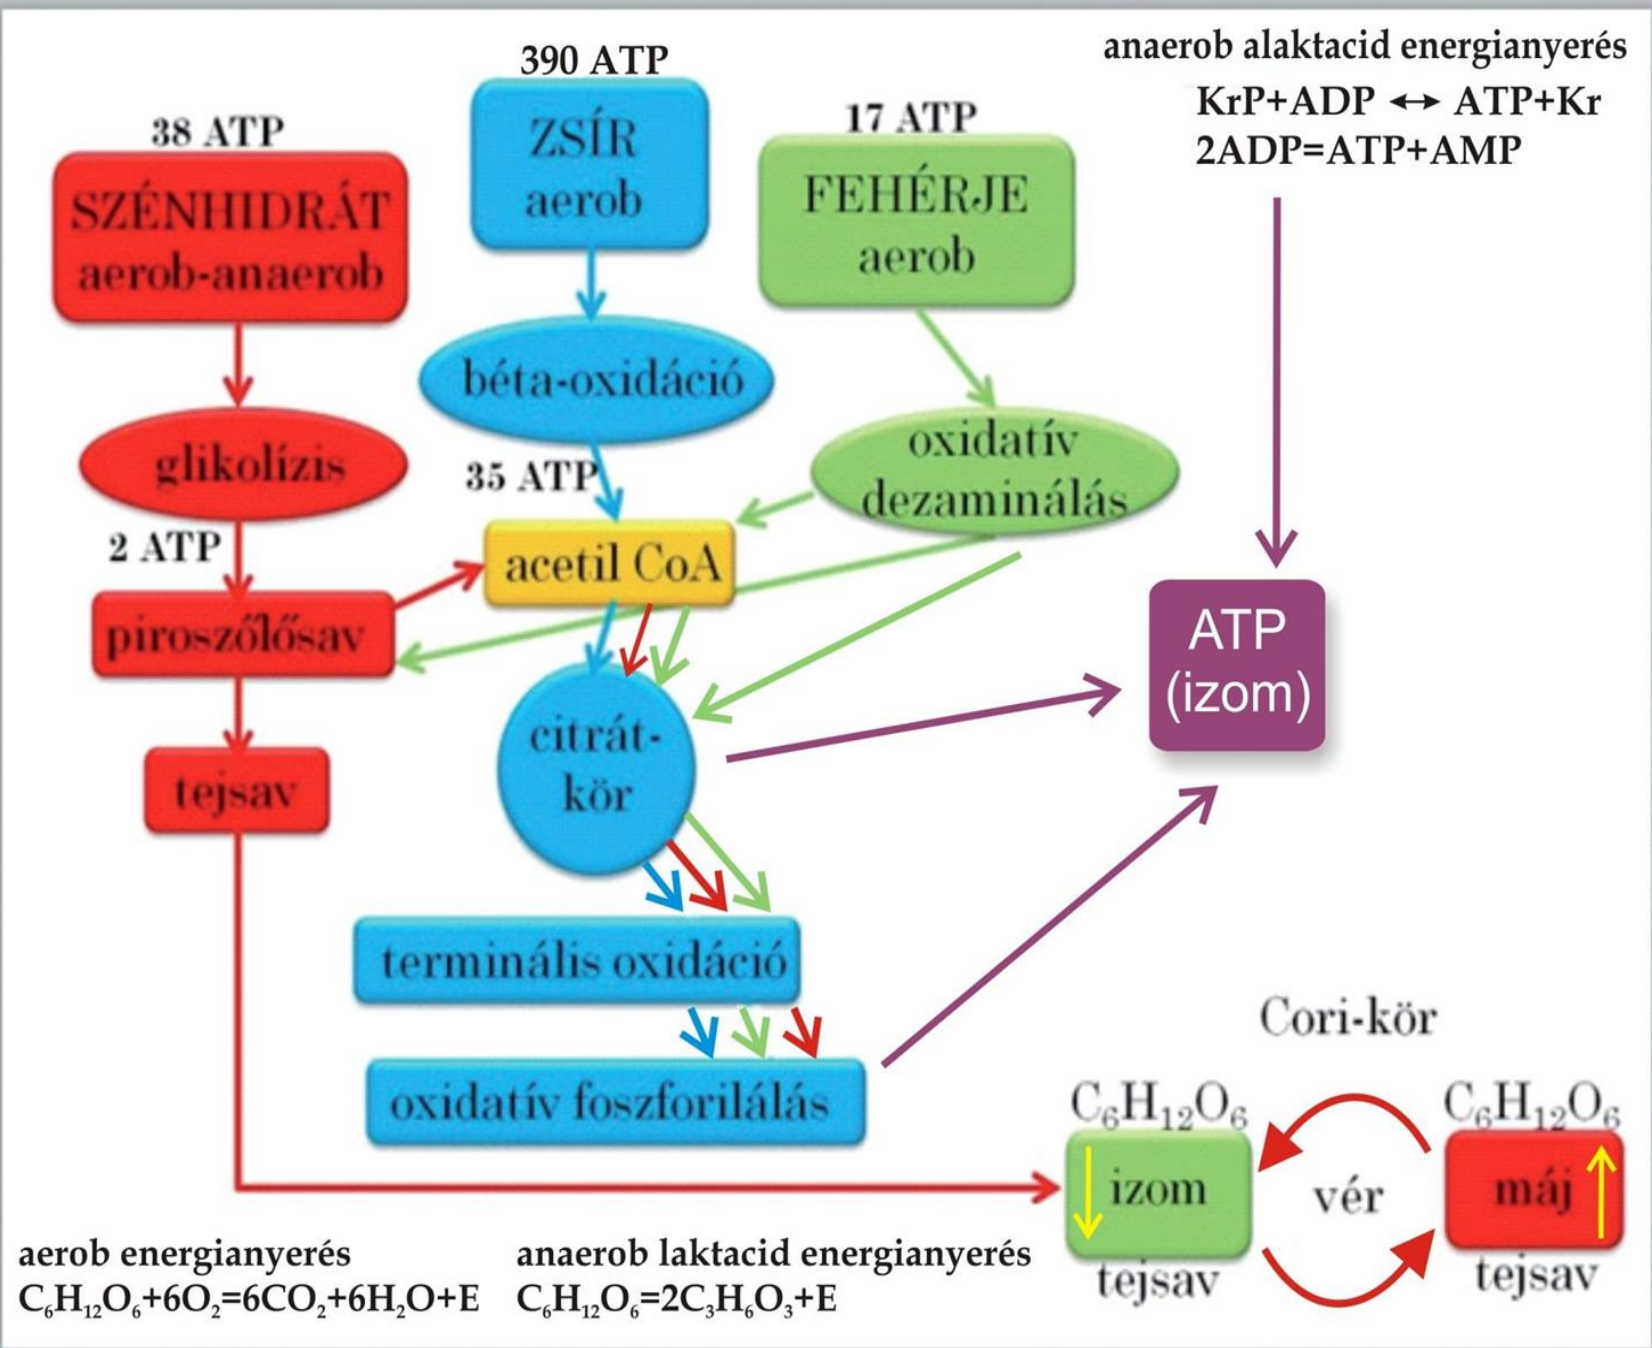 390 ATP
anaerob alaktacid energianyerés
KrP+ADP ↔ ATP+Kr
2ADP=ATP+AMP
38 ATP
ZSÍR
aerob
17 ATP
SZÉNHIDRÁT
aerob-anaerob
FEHÉRJE
aerob
béta-oxidáció
glikolízis
35 ATP
oxidatív
dezaminálás
2 ATP
acetil CoA
piroszőlősav
ATP
(izom)
tejsav
citrát-
kör
terminális oxidáció
oxidatív foszforilálás
Cori-kör
C₆H₁₂O₆
C₆H₁₂O₆
izom
vér
máj
tejsav
tejsav
aerob energianyerés
C₆H₁₂O₆+6O₂=6CO₂+6H₂O+E
anaerob laktacid energianyerés
C₆H₁₂O₆=2C₃H₆O₃+E